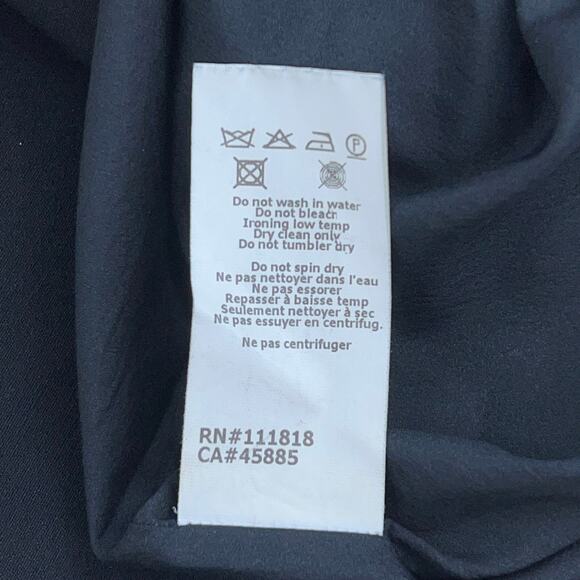 P
Do not wash in water
Do not bleach
Ironing low temp
Dry clean only
Do not tumbler dry
Do not spin dry
Ne pas nettoyer dans l'eau
Ne pas essorer
Repasser à baisse temp
Seulement nettoyer à sec
Ne pas essuyer en centrifug.
Ne pas centrifuger
RN#111818
CA#45885